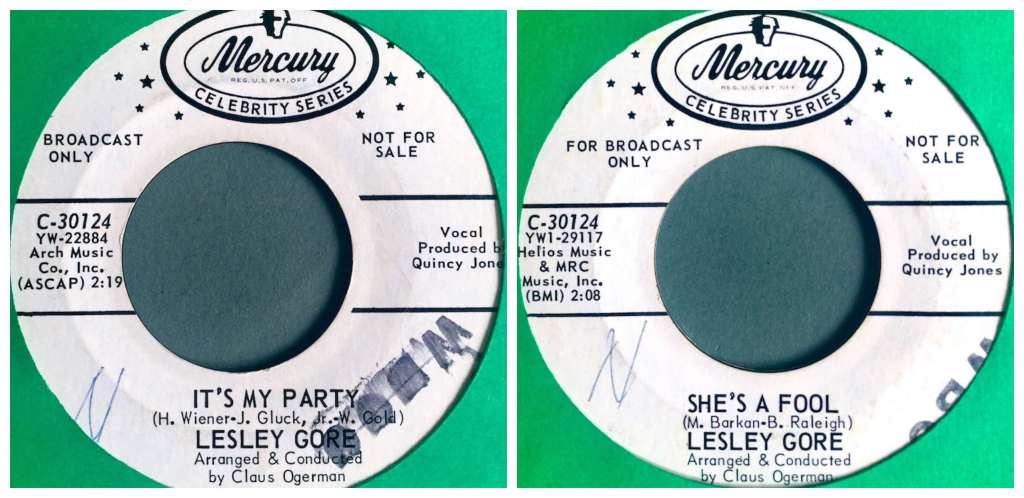 Mercury
REG. U.S. PAT. OFF
CELEBRITY SERIES
BROADCAST
ONLY
NOT FOR
SALE
C-30124
YW-22884
Arch Music
Co., Inc.
(ASCAP) 2:19
Vocal
Produced by
Quincy Jone
IT'S MY PARTY
(H. Wiener-J. Gluck, Jr.-W. Gold)
LESLEY GORE
Arranged & Conducted
by Claus Ogerman
Mercury
REG. U.S. PAT. OFF
CELEBRITY SERIES
FOR BROADCAST
ONLY
NOT FOR
SALE
C-30124
YW1-29117
Helios Music
& MRC
Music, Inc.
(BMI) 2:08
Vocal
Produced by
Quincy Jones
SHE'S A FOOL
(M. Barkan-B. Raleigh)
LESLEY GORE
Arranged & Conducted
by Claus Ogerman